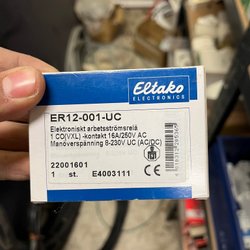 Eltako
ELECTRONICS
ER12-001-UC
Elektroniskt arbetsströmsrelä
1 CO(VXL) -kontakt 16A/250V AC
Manöverspänning 8-230V UC (AC/DC)
22001601
1 st. E4003111